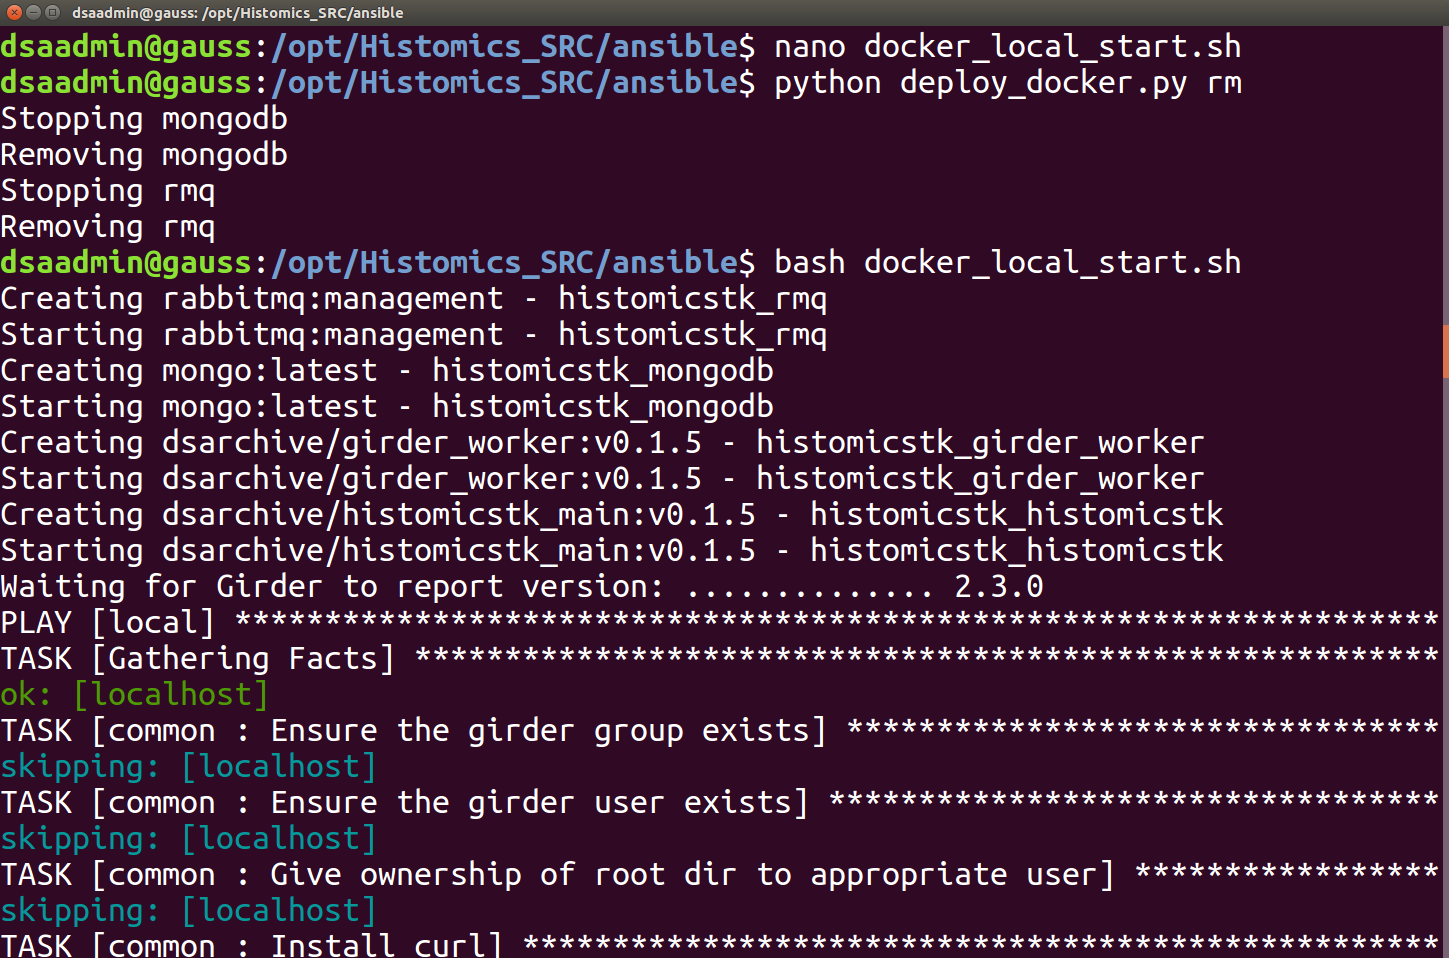 dsaadmin@gauss: /opt/Histomics_SRC/ansible
dsaadmin@gauss:/opt/Histomics_SRC/ansible$ nano docker_local_start.sh
dsaadmin@gauss:/opt/Histomics_SRC/ansible$ python deploy_docker.py rm
Stopping mongodb
Removing mongodb
Stopping rmq
Removing rmq
dsaadmin@gauss:/opt/Histomics_SRC/ansible$ bash docker_local_start.sh
Creating rabbitmq:management - histomicstk_rmq
Starting rabbitmq:management - histomicstk_rmq
Creating mongo:latest - histomicstk_mongodb
Starting mongo:latest - histomicstk_mongodb
Creating dsarchive/girder_worker:v0.1.5 - histomicstk_girder_worker
Starting dsarchive/girder_worker:v0.1.5 - histomicstk_girder_worker
Creating dsarchive/histomicstk_main:v0.1.5 - histomicstk_histomicstk
Starting dsarchive/histomicstk_main:v0.1.5 - histomicstk_histomicstk
Waiting for Girder to report version: .............. 2.3.0
PLAY [local] *******************************************************************
TASK [Gathering Facts] *********************************************************
ok: [localhost]
TASK [common : Ensure the girder group exists] *********************************
skipping: [localhost]
TASK [common : Ensure the girder user exists] **********************************
skipping: [localhost]
TASK [common : Give ownership of root dir to appropriate user] *****************
skipping: [localhost]
TASK [common : Install curl] ***************************************************